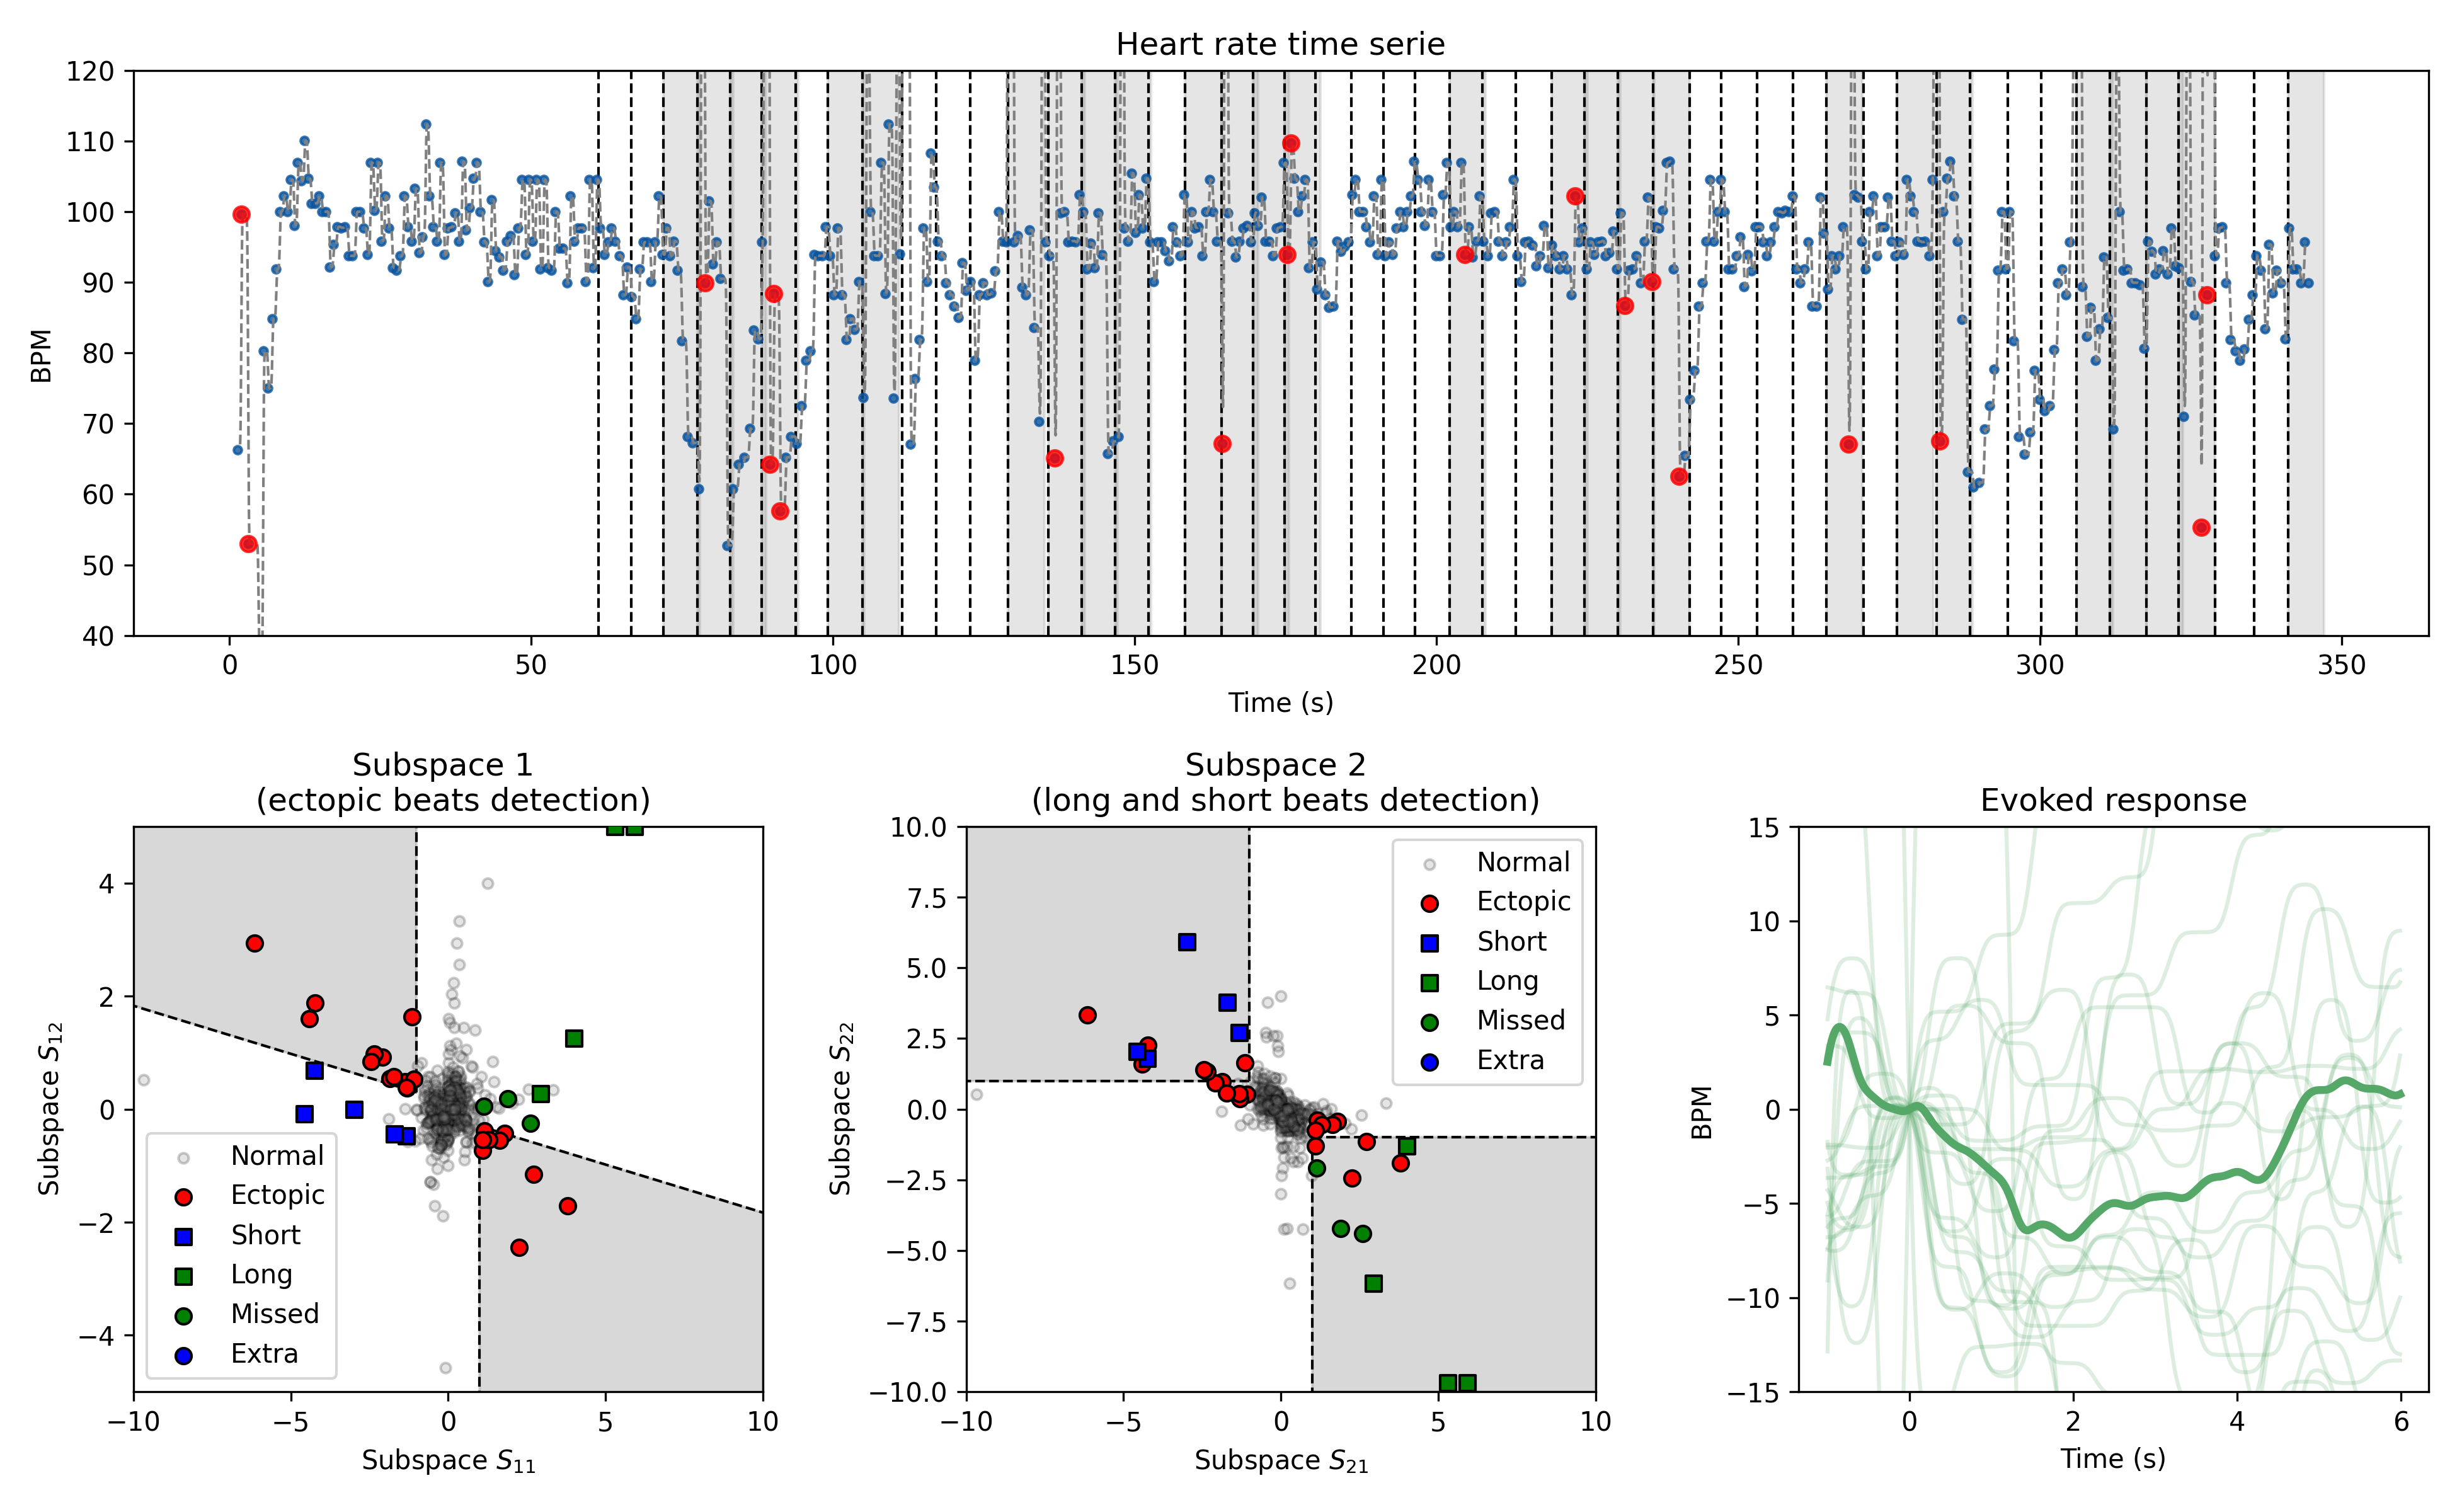 Heart rate time serie
120
110
100
90
80
70
60
50
40
BPM
0 50 100 150 200 250 300 350
Time (s)
Subspace 1
(ectopic beats detection)
4
2
0
−2
−4
Subspace S12
Normal
Ectopic
Short
Long
Missed
Extra
−10 −5 0 5 10
Subspace S11
Subspace 2
(long and short beats detection)
10.0
7.5
5.0
2.5
0.0
−2.5
−5.0
−7.5
−10.0
Subspace S22
Normal
Ectopic
Short
Long
Missed
Extra
−10 −5 0 5 10
Subspace S21
Evoked response
15
10
5
0
−5
−10
−15
BPM
0 2 4 6
Time (s)